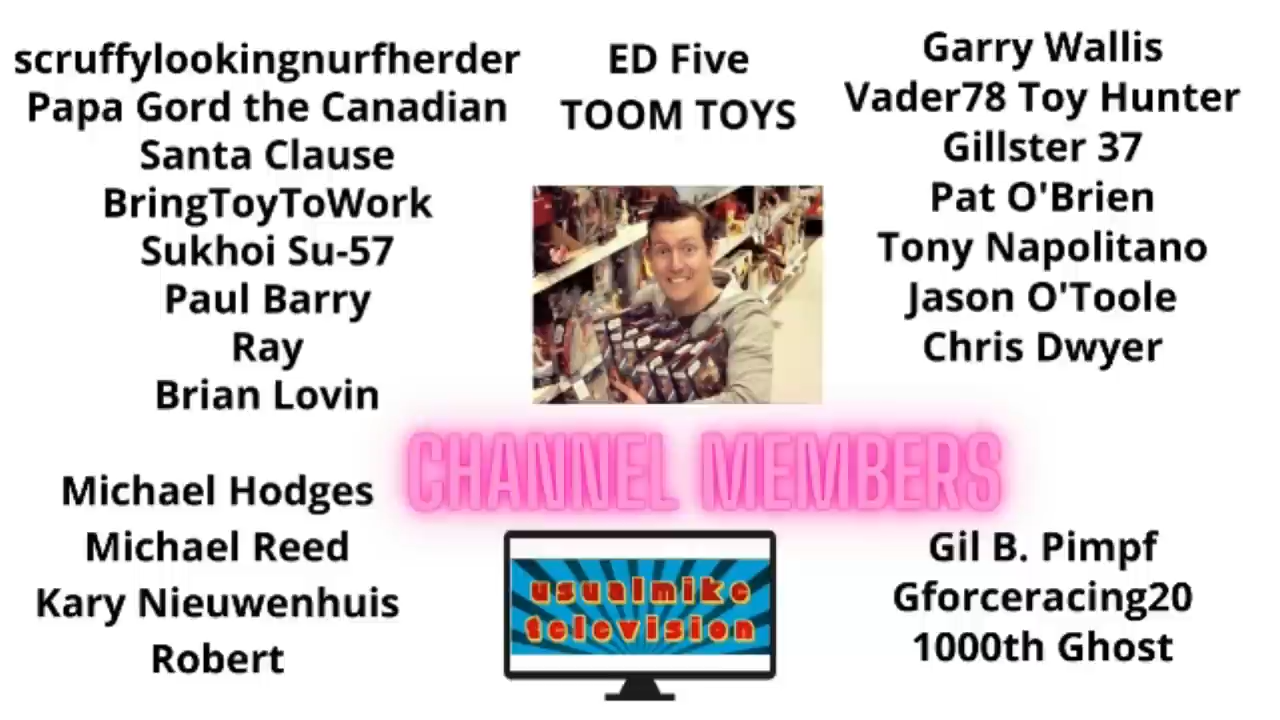 scruffylookingnurfherder
Papa Gord the Canadian
Santa Clause
BringToyToWork
Sukhoi Su-57
Paul Barry
Ray
Brian Lovin
Michael Hodges
Michael Reed
Kary Nieuwenhuis
Robert
ED Five
TOOM TOYS
CHANNEL MEMBERS
usualmike
television
Garry Wallis
Vader78 Toy Hunter
Gillster 37
Pat O'Brien
Tony Napolitano
Jason O'Toole
Chris Dwyer
Gil B. Pimpf
Gforceracing20
1000th Ghost